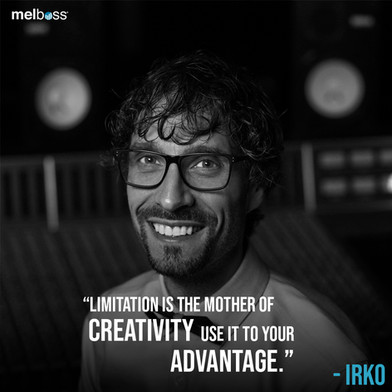 melboss
“LIMITATION IS THE MOTHER OF
CREATIVITY USE IT TO YOUR
ADVANTAGE.”
- IRKO